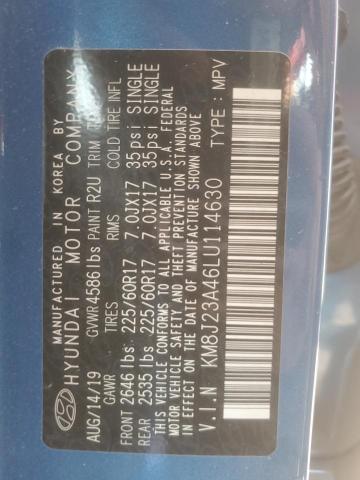 MANUFACTURED IN KOREA BY
HYUNDAI MOTOR COMPANY
AUG/14/19 GVWR 4586 lbs PAINT R2U TRIM
GAWR TIRES RIMS COLD TIRE INFL
FRONT 2646 lbs 225/60R17 7.0JX17 35psi SINGLE
REAR 2535 lbs 225/60R17 7.0JX17 35psi SINGLE
THIS VEHICLE CONFORMS TO ALL APPLICABLE U.S.A. FEDERAL
MOTOR VEHICLE SAFETY AND THEFT PREVENTION STANDARDS
IN EFFECT ON THE DATE OF MANUFACTURE SHOWN ABOVE.
V.I.N KM8J23A46LU114630 TYPE : MPV